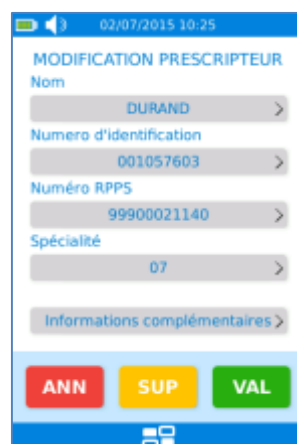 02/07/2015 10:25
MODIFICATION PRESCRIPTEUR
Nom
DURAND
Numero d'identification
001057603
Numéro RPPS
99900021140
Spécialité
07
Informations complémentaires
ANN SUP VAL